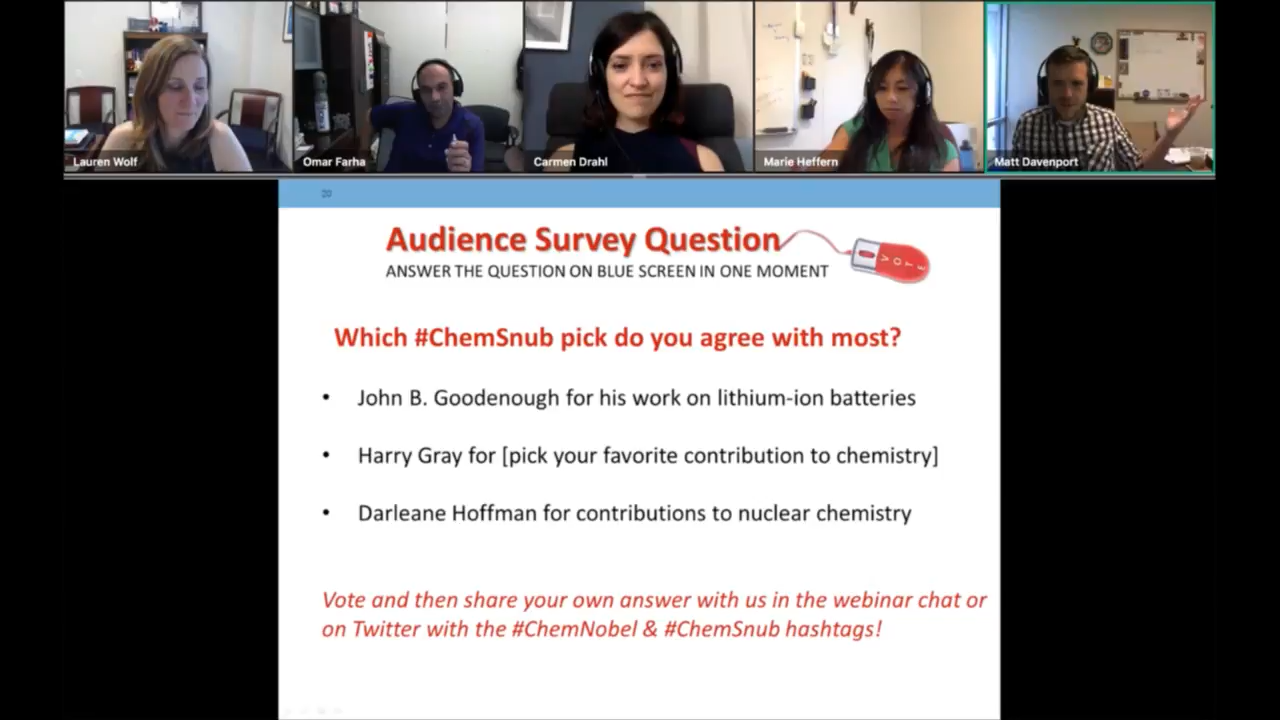 Lauren Wolf
Omar Farha
Carmen Drahl
Marie Heffern
Matt Davenport
20
Audience Survey Question
VOTE
ANSWER THE QUESTION ON BLUE SCREEN IN ONE MOMENT
Which #ChemSnub pick do you agree with most?
• John B. Goodenough for his work on lithium-ion batteries
• Harry Gray for [pick your favorite contribution to chemistry]
• Darleane Hoffman for contributions to nuclear chemistry
Vote and then share your own answer with us in the webinar chat or
on Twitter with the #ChemNobel & #ChemSnub hashtags!